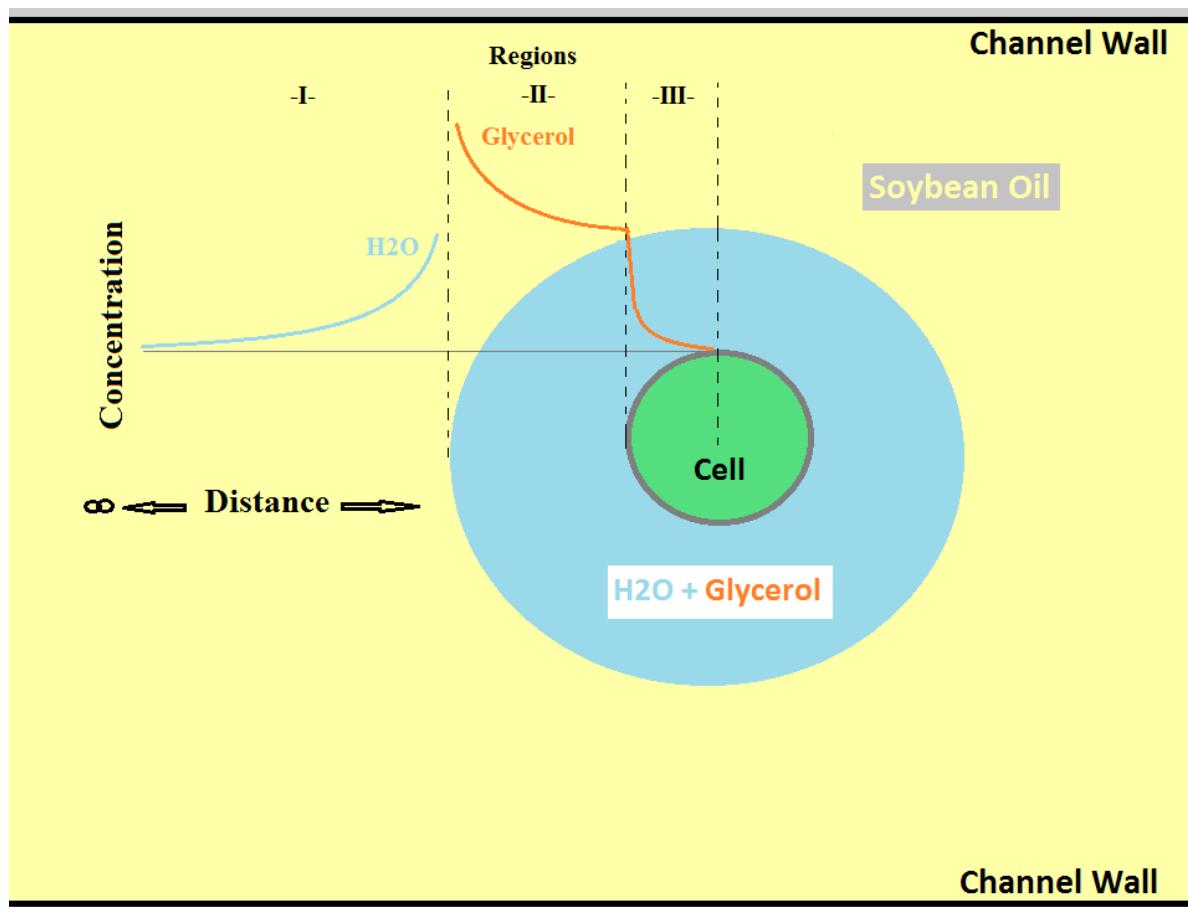 Channel Wall
Regions
-I-
-II-
-III-
Glycerol
Soybean Oil
H2O
Concentration
Cell
∞
Distance
H2O + Glycerol
Channel Wall